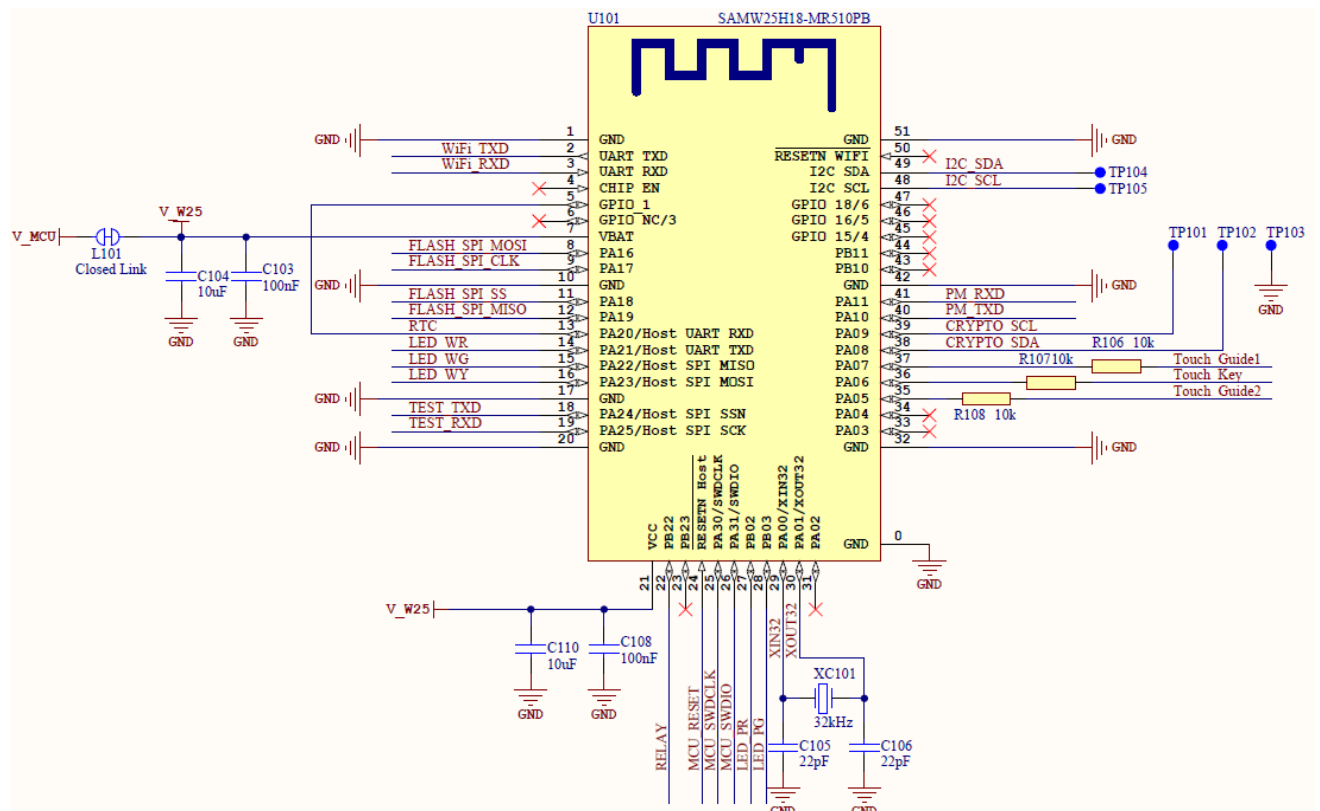 U101 SAMW25H18-MR510PB
GND 1 GND GND 51 GND
WiFi_TXD 2 UART TXD RESETN WIFI 50
WiFi_RXD 3 UART RXD I2C SDA 49 I2C_SDA TP104
4 CHIP EN I2C SCL 48 I2C_SCL TP105
5 GPIO_1 GPIO 18/6 47
6 GPIO_NC/3 GPIO 16/5 46
V_MCU V_W25 7 VBAT GPIO 15/4 45 TP101 TP102 TP103
L101
Closed Link
FLASH_SPI_MOSI 8 PA16 PB11 44
FLASH_SPI_CLK 9 PA17 PB10 43
C104
10uF
C103
100nF
GND GND
GND 10 GND GND 42 GND
FLASH_SPI_SS 11 PA18 PA11 41 PM_RXD
FLASH_SPI_MISO 12 PA19 PA10 40 PM_TXD
RTC 13 PA20/Host UART RXD PA09 39 CRYPTO_SCL GND
LED_WR 14 PA21/Host UART TXD PA08 38 CRYPTO_SDA R106 10k
LED_WG 15 PA22/Host SPI MISO PA07 37 R107 10k Touch_Guide1
LED_WY 16 PA23/Host SPI MOSI PA06 36 Touch_Key
GND 17 GND PA05 35 Touch_Guide2
TEST_TXD 18 PA24/Host SPI SSN PA04 34 R108 10k
TEST_RXD 19 PA25/Host SPI SCK PA03 33
GND 20 GND GND 32 GND
VCC 21
PB22 22
PB23 23
RESETN Host 24
PA30/SWDCLK 25
PA31/SWDIO 26
PB02 27
PB03 28
PA00/XIN32 29
PA01/XOUT32 30
PA02 31
GND 0
GND
V_W25
C110
10uF
C108
100nF
GND GND
RELAY
MCU_RESET
MCU_SWDCLK
MCU_SWDIO
LED_PR
LED_PG
XIN32
XOUT32
XC101
32kHz
C105
22pF
C106
22pF
GND GND